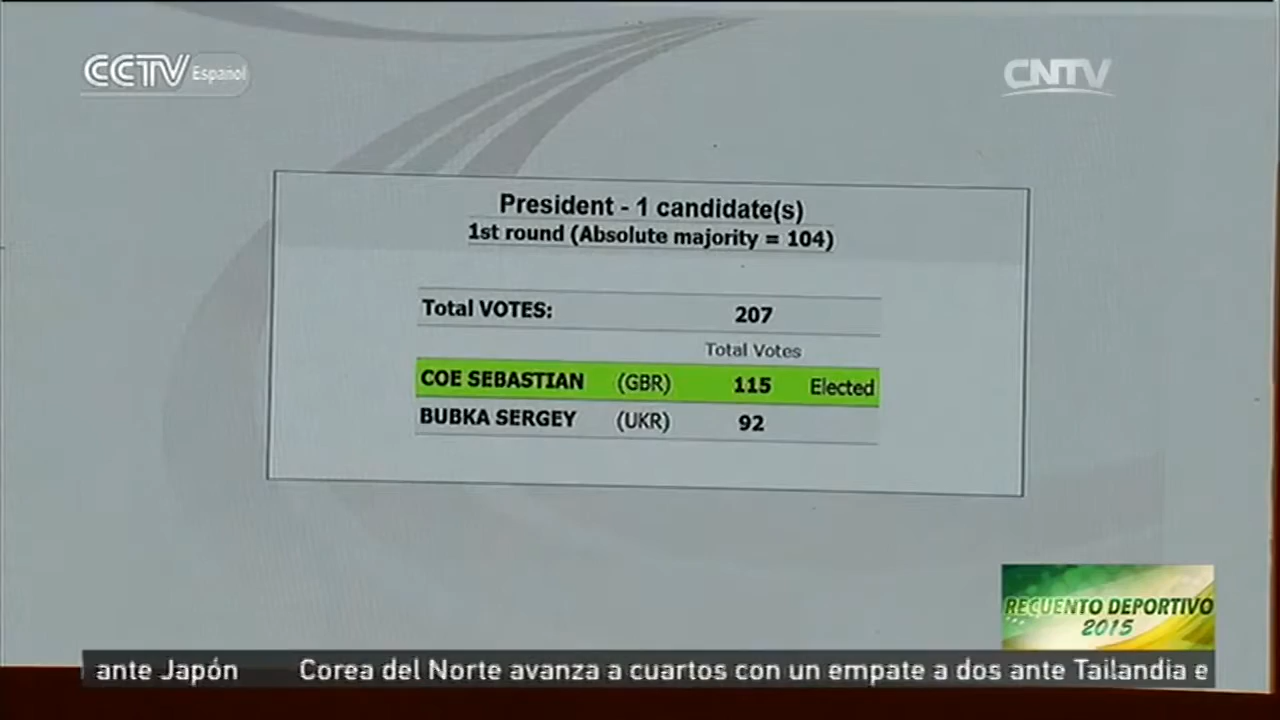 CCTV Español
CNTV
President - 1 candidate(s)
1st round (Absolute majority = 104)
Total VOTES: 207
Total Votes
COE SEBASTIAN (GBR) 115 Elected
BUBKA SERGEY (UKR) 92
RECUENTO DEPORTIVO
2015
ante Japón Corea del Norte avanza a cuartos con un empate a dos ante Tailandia e